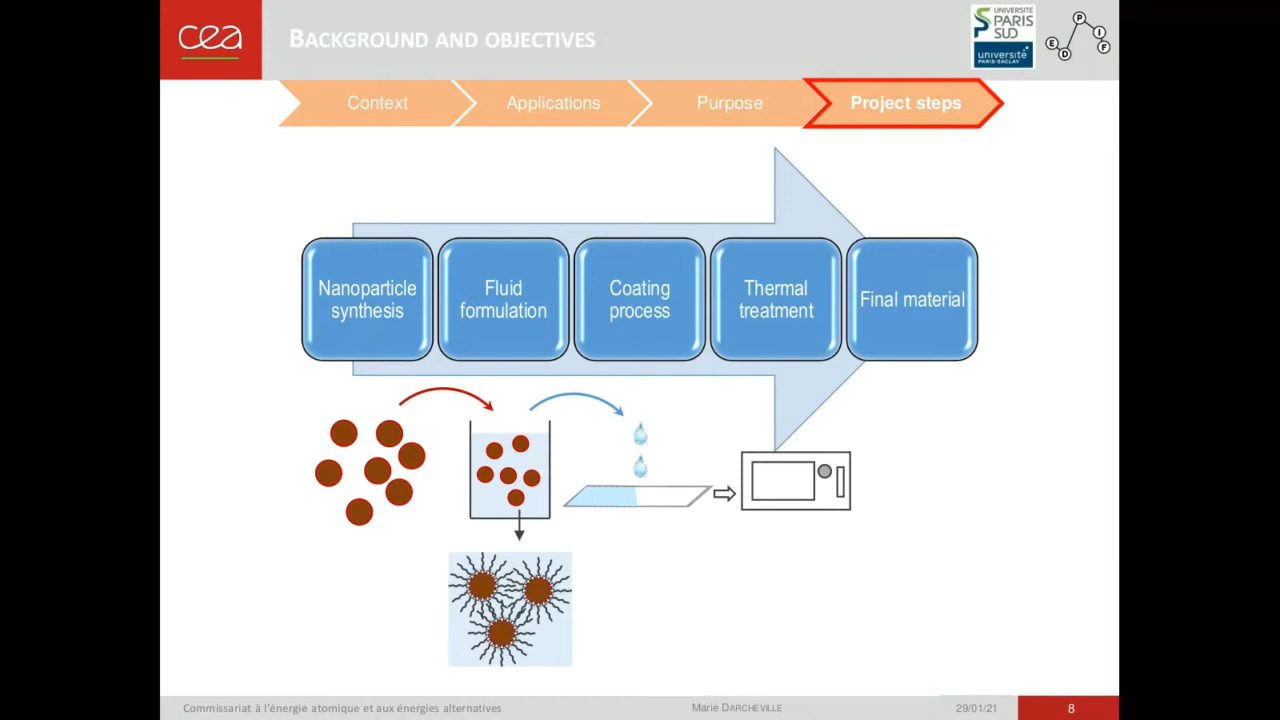 cea
BACKGROUND AND OBJECTIVES
UNIVERSITÉ
PARIS
SUD
université
PARIS-SACLAY
E
D
P
I
F
Context
Applications
Purpose
Project steps
Nanoparticle
synthesis
Fluid
formulation
Coating
process
Thermal
treatment
Final material
Commissariat à l'énergie atomique et aux énergies alternatives
Marie DARCHEVILLE
29/01/21
8